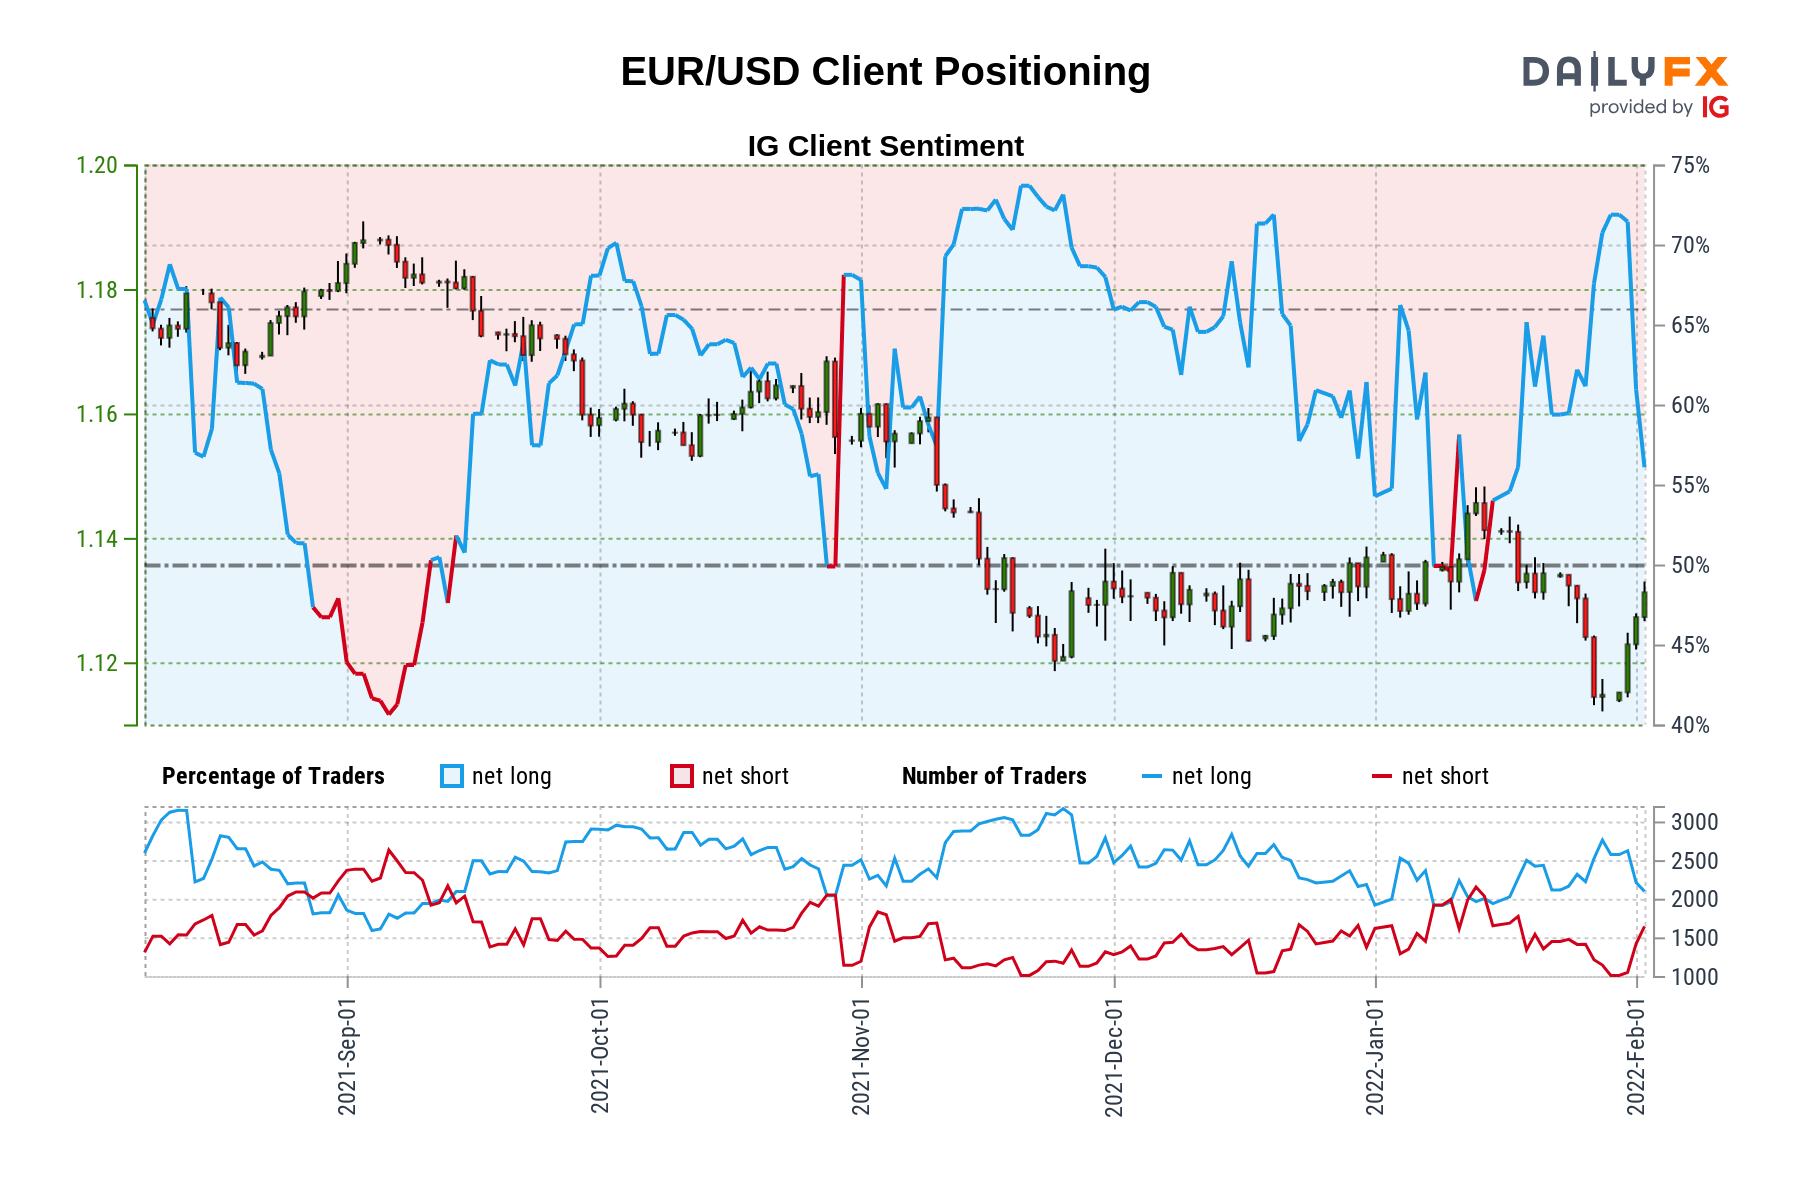 EUR/USD Client Positioning
DAILYFX
provided by IG
IG Client Sentiment
1.20
1.18
1.16
1.14
1.12
75%
70%
65%
60%
55%
50%
45%
40%
Percentage of Traders net long net short Number of Traders net long net short
3000
2500
2000
1500
1000
2021-Sep-01
2021-Oct-01
2021-Nov-01
2021-Dec-01
2022-Jan-01
2022-Feb-01